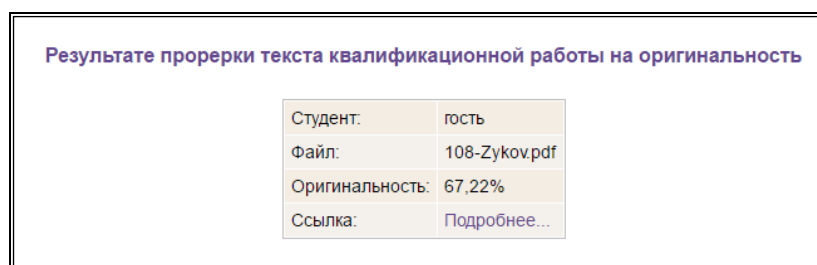 Результате прорерки текста квалификационной работы на оригинальность
Студент: гость
Файл: 108-Zykov.pdf
Оригинальность: 67,22%
Ссылка: Подробнее...